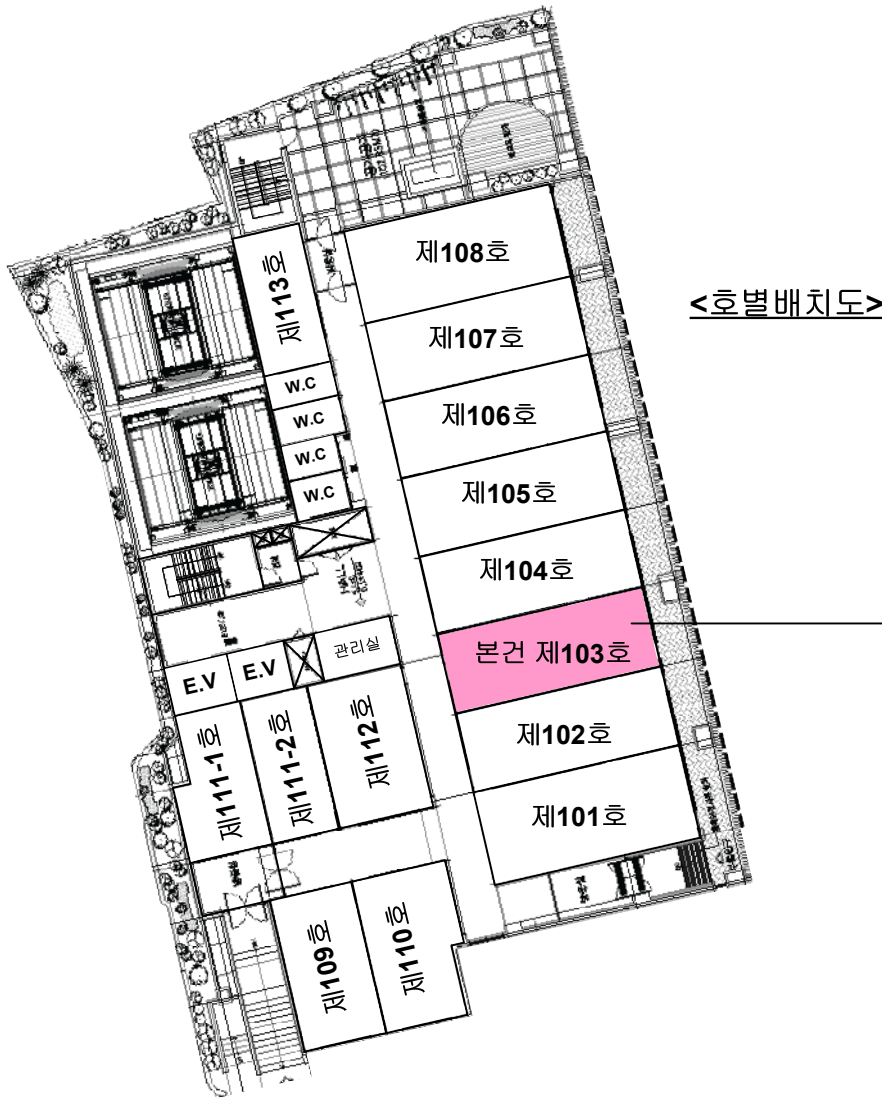 제108호
<호별배치도>
제113호
제107호
W.C
제106호
W.C
W.C
제105호
W.C
제104호
본건 제103호
관리실
E.V
E.V
제102호
제111-1호
제111-2호
제112호
제101호
제109호
제110호